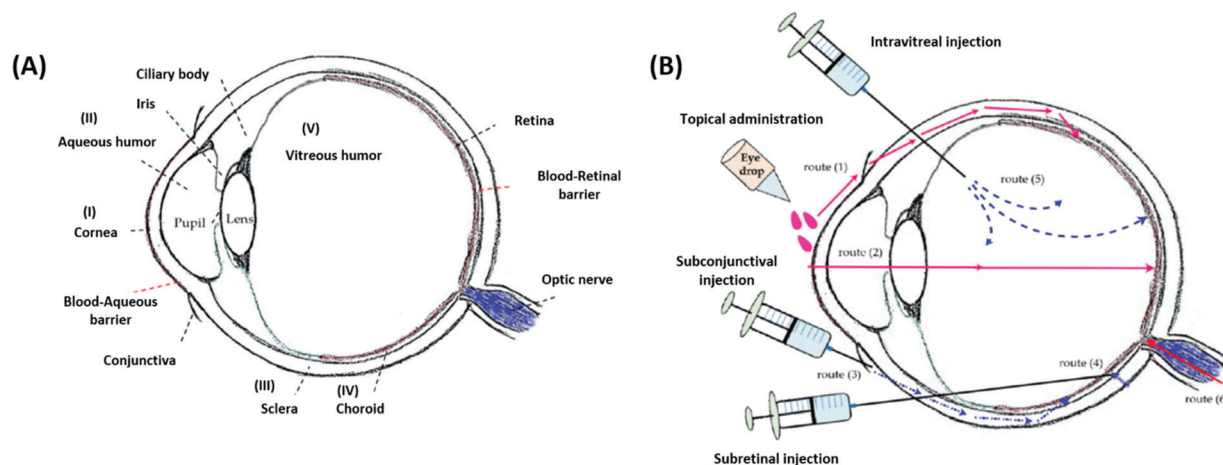 (A)
Ciliary body
Iris
(II)
Aqueous humor
(V)
Vitreous humor
Retina
Blood-Retinal
barrier
(I)
Cornea
Pupil
Lens
Optic nerve
Blood-Aqueous
barrier
Conjunctiva
(III)
Sclera
(IV)
Choroid
(B)
Intravitreal injection
Topical administration
Eye
drop
route (1)
route (5)
route (2)
Subconjunctival
injection
route (3)
route (4)
route (6
Subretinal injection